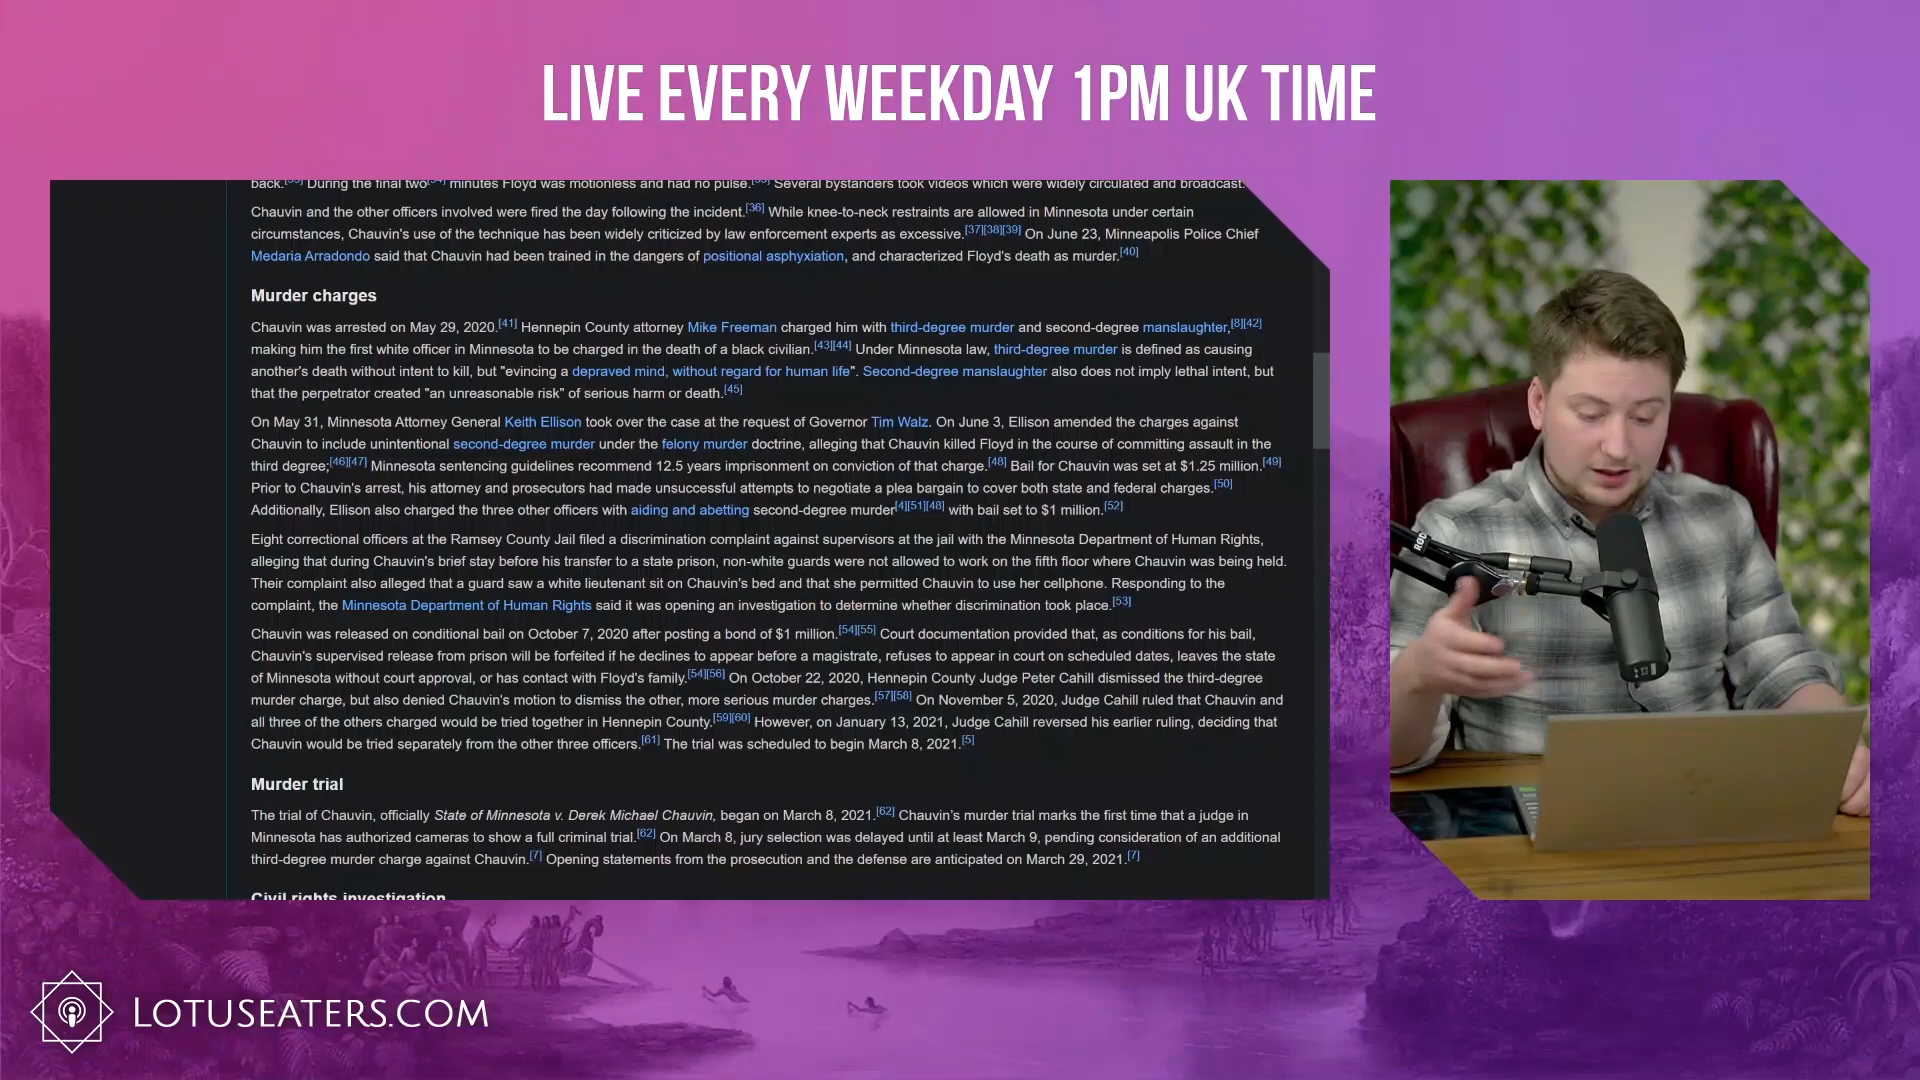 LIVE EVERY WEEKDAY 1PM UK TIME
back.[33] During the final two[34] minutes Floyd was motionless and had no pulse.[35] Several bystanders took videos which were widely circulated and broadcast.
Chauvin and the other officers involved were fired the day following the incident.[36] While knee-to-neck restraints are allowed in Minnesota under certain
circumstances, Chauvin's use of the technique has been widely criticized by law enforcement experts as excessive.[37][38][39] On June 23, Minneapolis Police Chief
Medaria Arradondo said that Chauvin had been trained in the dangers of positional asphyxiation, and characterized Floyd's death as murder.[40]
Murder charges
Chauvin was arrested on May 29, 2020.[41] Hennepin County attorney Mike Freeman charged him with third-degree murder and second-degree manslaughter,[8][42]
making him the first white officer in Minnesota to be charged in the death of a black civilian.[43][44] Under Minnesota law, third-degree murder is defined as causing
another's death without intent to kill, but "evincing a depraved mind, without regard for human life". Second-degree manslaughter also does not imply lethal intent, but
that the perpetrator created "an unreasonable risk" of serious harm or death.[45]
On May 31, Minnesota Attorney General Keith Ellison took over the case at the request of Governor Tim Walz. On June 3, Ellison amended the charges against
Chauvin to include unintentional second-degree murder under the felony murder doctrine, alleging that Chauvin killed Floyd in the course of committing assault in the
third degree;[46][47] Minnesota sentencing guidelines recommend 12.5 years imprisonment on conviction of that charge.[48] Bail for Chauvin was set at $1.25 million.[49]
Prior to Chauvin's arrest, his attorney and prosecutors had made unsuccessful attempts to negotiate a plea bargain to cover both state and federal charges.[50]
Additionally, Ellison also charged the three other officers with aiding and abetting second-degree murder[4][51][48] with bail set to $1 million.[52]
Eight correctional officers at the Ramsey County Jail filed a discrimination complaint against supervisors at the jail with the Minnesota Department of Human Rights,
alleging that during Chauvin's brief stay before his transfer to a state prison, non-white guards were not allowed to work on the fifth floor where Chauvin was being held.
Their complaint also alleged that a guard saw a white lieutenant sit on Chauvin's bed and that she permitted Chauvin to use her cellphone. Responding to the
complaint, the Minnesota Department of Human Rights said it was opening an investigation to determine whether discrimination took place.[53]
Chauvin was released on conditional bail on October 7, 2020 after posting a bond of $1 million.[54][55] Court documentation provided that, as conditions for his bail,
Chauvin's supervised release from prison will be forfeited if he declines to appear before a magistrate, refuses to appear in court on scheduled dates, leaves the state
of Minnesota without court approval, or has contact with Floyd's family.[54][56] On October 22, 2020, Hennepin County Judge Peter Cahill dismissed the third-degree
murder charge, but also denied Chauvin's motion to dismiss the other, more serious murder charges.[57][58] On November 5, 2020, Judge Cahill ruled that Chauvin and
all three of the others charged would be tried together in Hennepin County.[59][60] However, on January 13, 2021, Judge Cahill reversed his earlier ruling, deciding that
Chauvin would be tried separately from the other three officers.[61] The trial was scheduled to begin March 8, 2021.[5]
Murder trial
The trial of Chauvin, officially State of Minnesota v. Derek Michael Chauvin, began on March 8, 2021.[62] Chauvin's murder trial marks the first time that a judge in
Minnesota has authorized cameras to show a full criminal trial.[62] On March 8, jury selection was delayed until at least March 9, pending consideration of an additional
third-degree murder charge against Chauvin.[7] Opening statements from the prosecution and the defense are anticipated on March 29, 2021.[7]
Civil rights investigation
RODE
LOTUSEATERS.COM